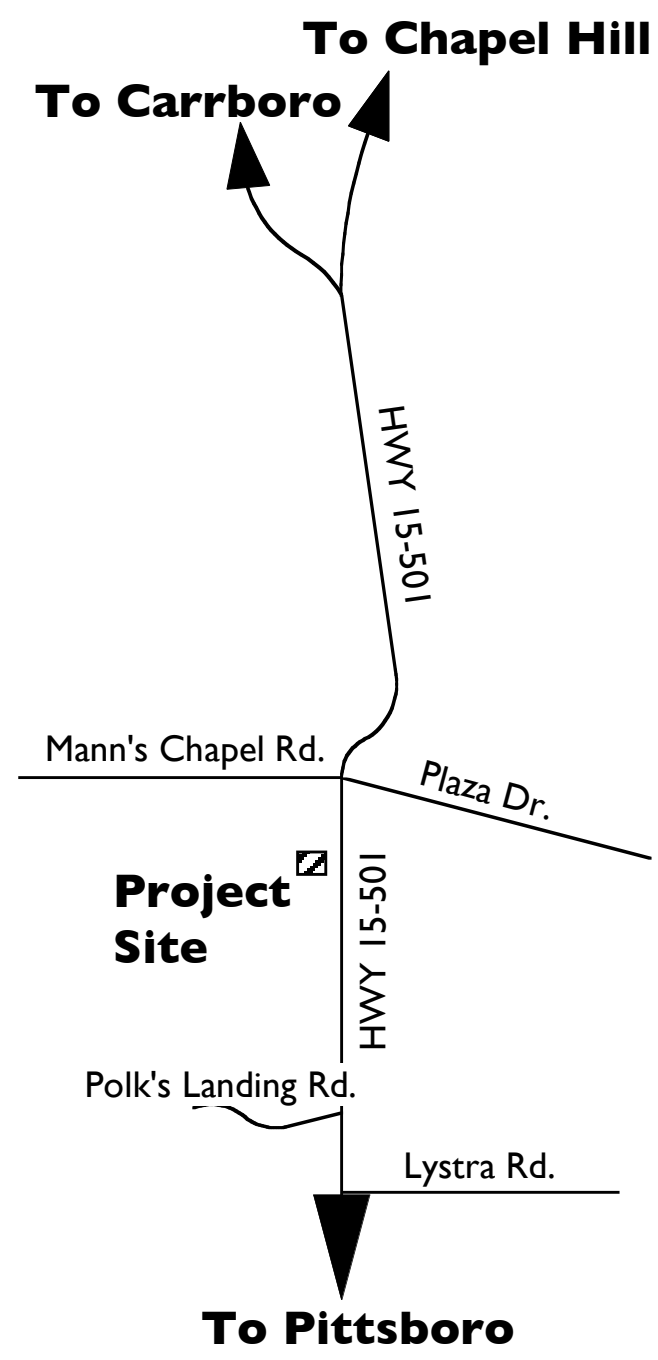 To Chapel Hill
To Carrboro
HWY 15-501
Mann's Chapel Rd.
Plaza Dr.
Project
Site
HWY 15-501
Polk's Landing Rd.
Lystra Rd.
To Pittsboro